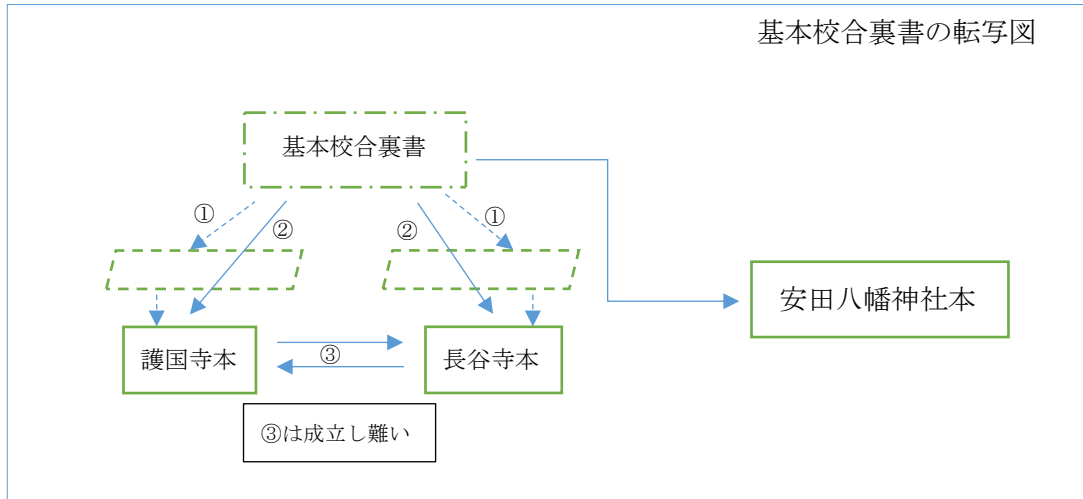 基本校合裏書の転写図
基本校合裏書
①
②
②
①
安田八幡神社本
護国寺本
③
長谷寺本
③は成立し難い